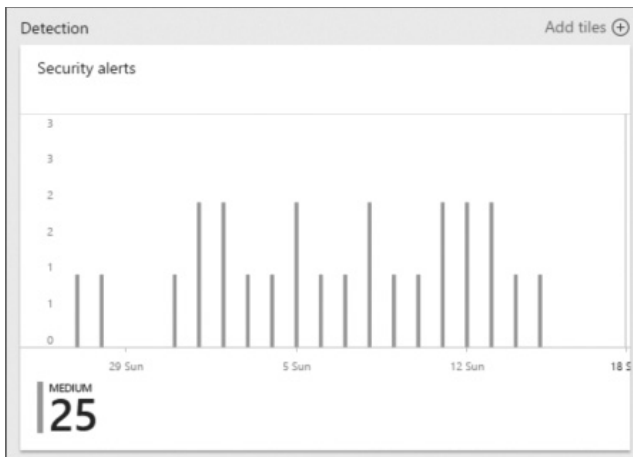 Detection
Add tiles
Security alerts
3
3
2
2
1
1
0
29 Sun
5 Sun
12 Sun
18 S
MEDIUM
25